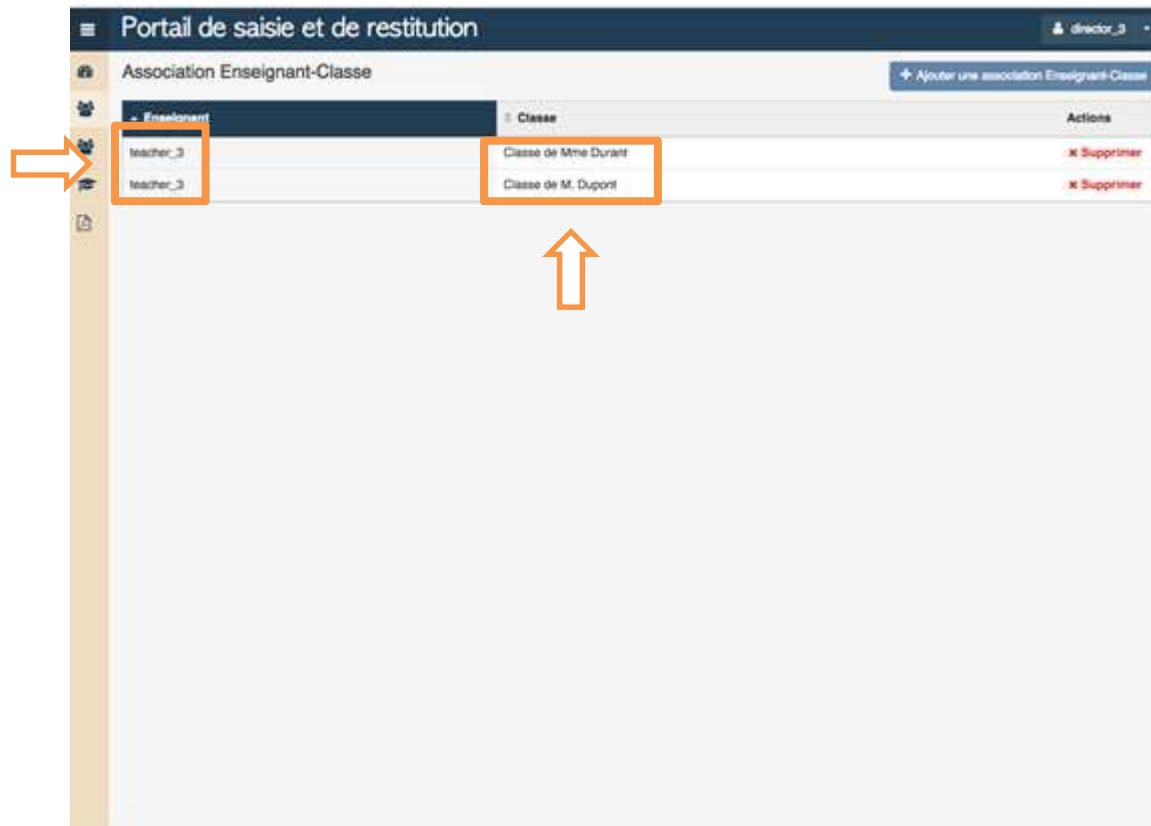 Portail de saisie et de restitution
director_3
Association Enseignant-Classe
+ Ajouter une association Enseignant-Classe
Enseignant
Classe
Actions
teacher_3
Classe de Mme Durant
✖ Supprimer
teacher_3
Classe de M. Dupont
✖ Supprimer